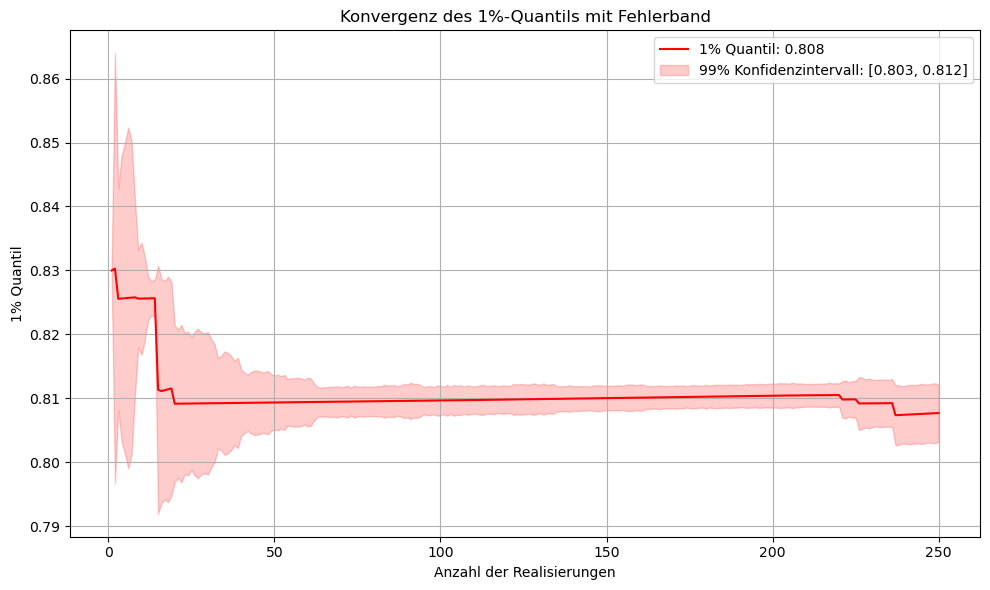 Konvergenz des 1%-Quantils mit Fehlerband
1% Quantil: 0.808
99% Konfidenzintervall: [0.803, 0.812]
0.86
0.85
0.84
0.83
0.82
0.81
0.80
0.79
1% Quantil
0 50 100 150 200 250
Anzahl der Realisierungen